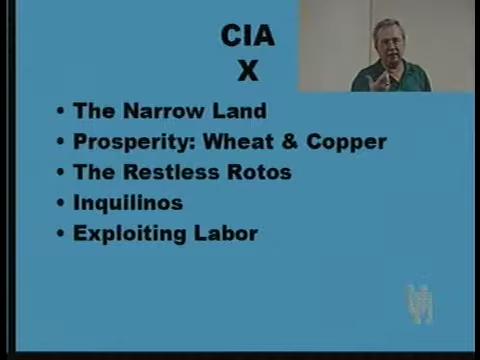 CIA
X
• The Narrow Land
• Prosperity: Wheat & Copper
• The Restless Rotos
• Inquilinos
• Exploiting Labor